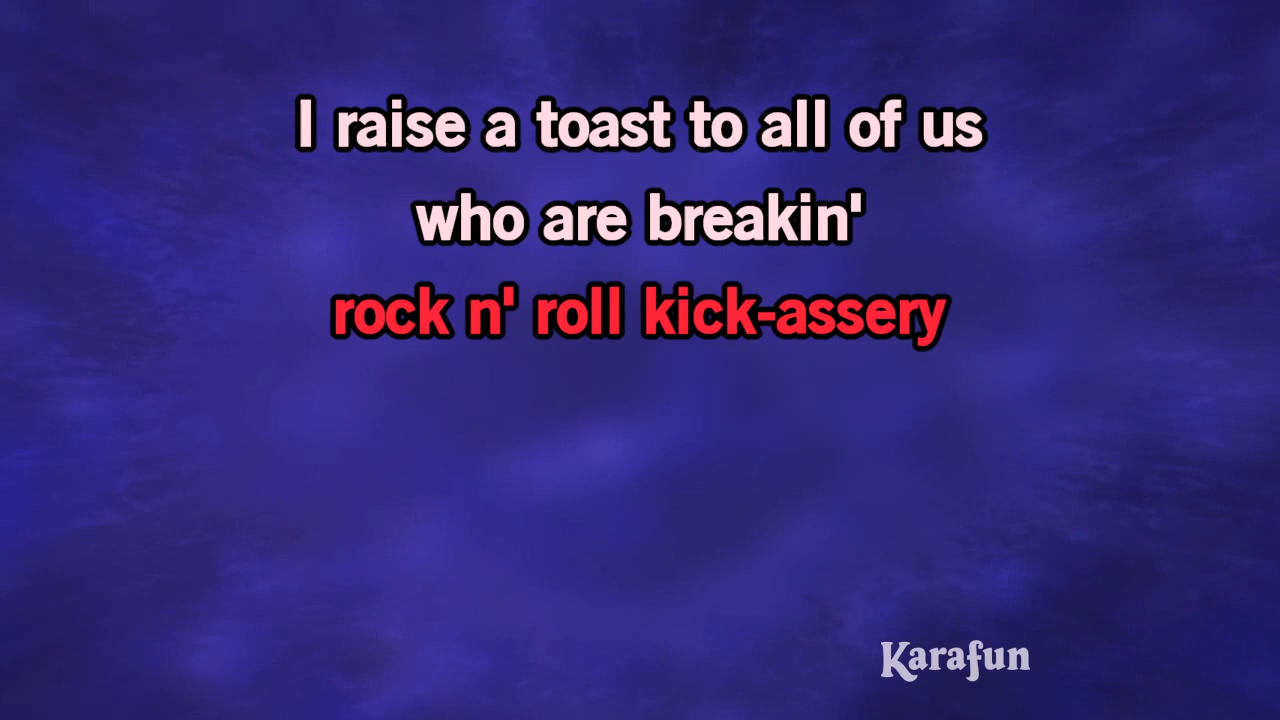 I raise a toast to all of us
who are breakin'
rock n' roll kick-assery
Karafun